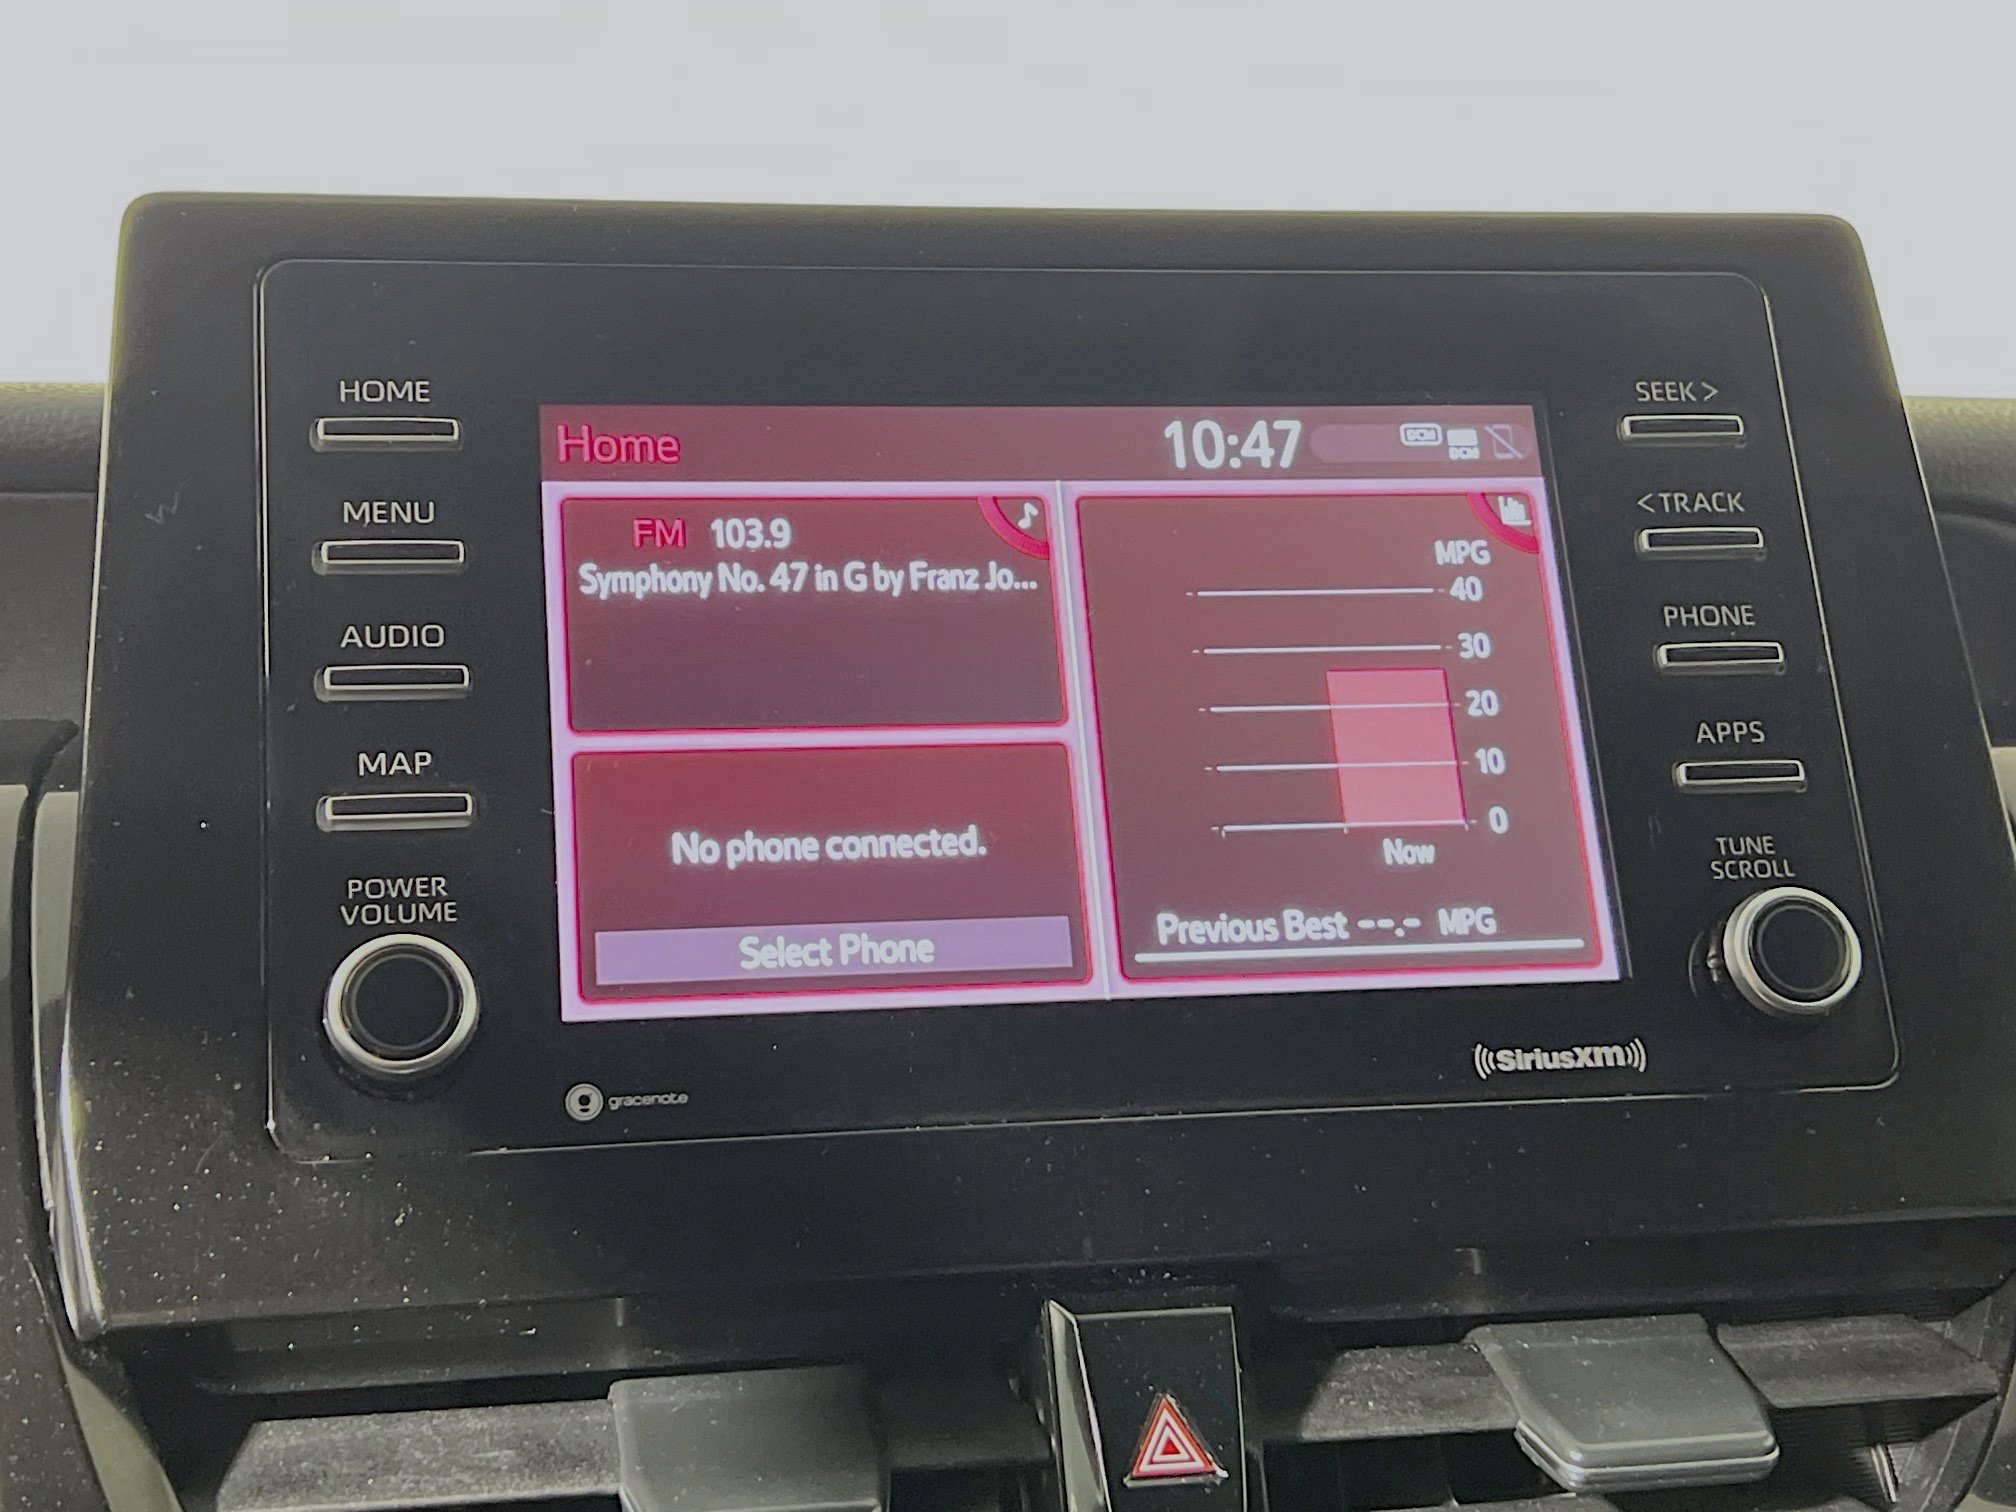 HOME
MENU
AUDIO
MAP
POWER
VOLUME
Home
10:47
DCM
DCM
FM 103.9
Symphony No. 47 in G by Franz Jo...
No phone connected.
Select Phone
MPG
40
30
20
10
0
Now
Previous Best --.- MPG
SEEK >
< TRACK
PHONE
APPS
TUNE
SCROLL
gracenote
SiriusXM